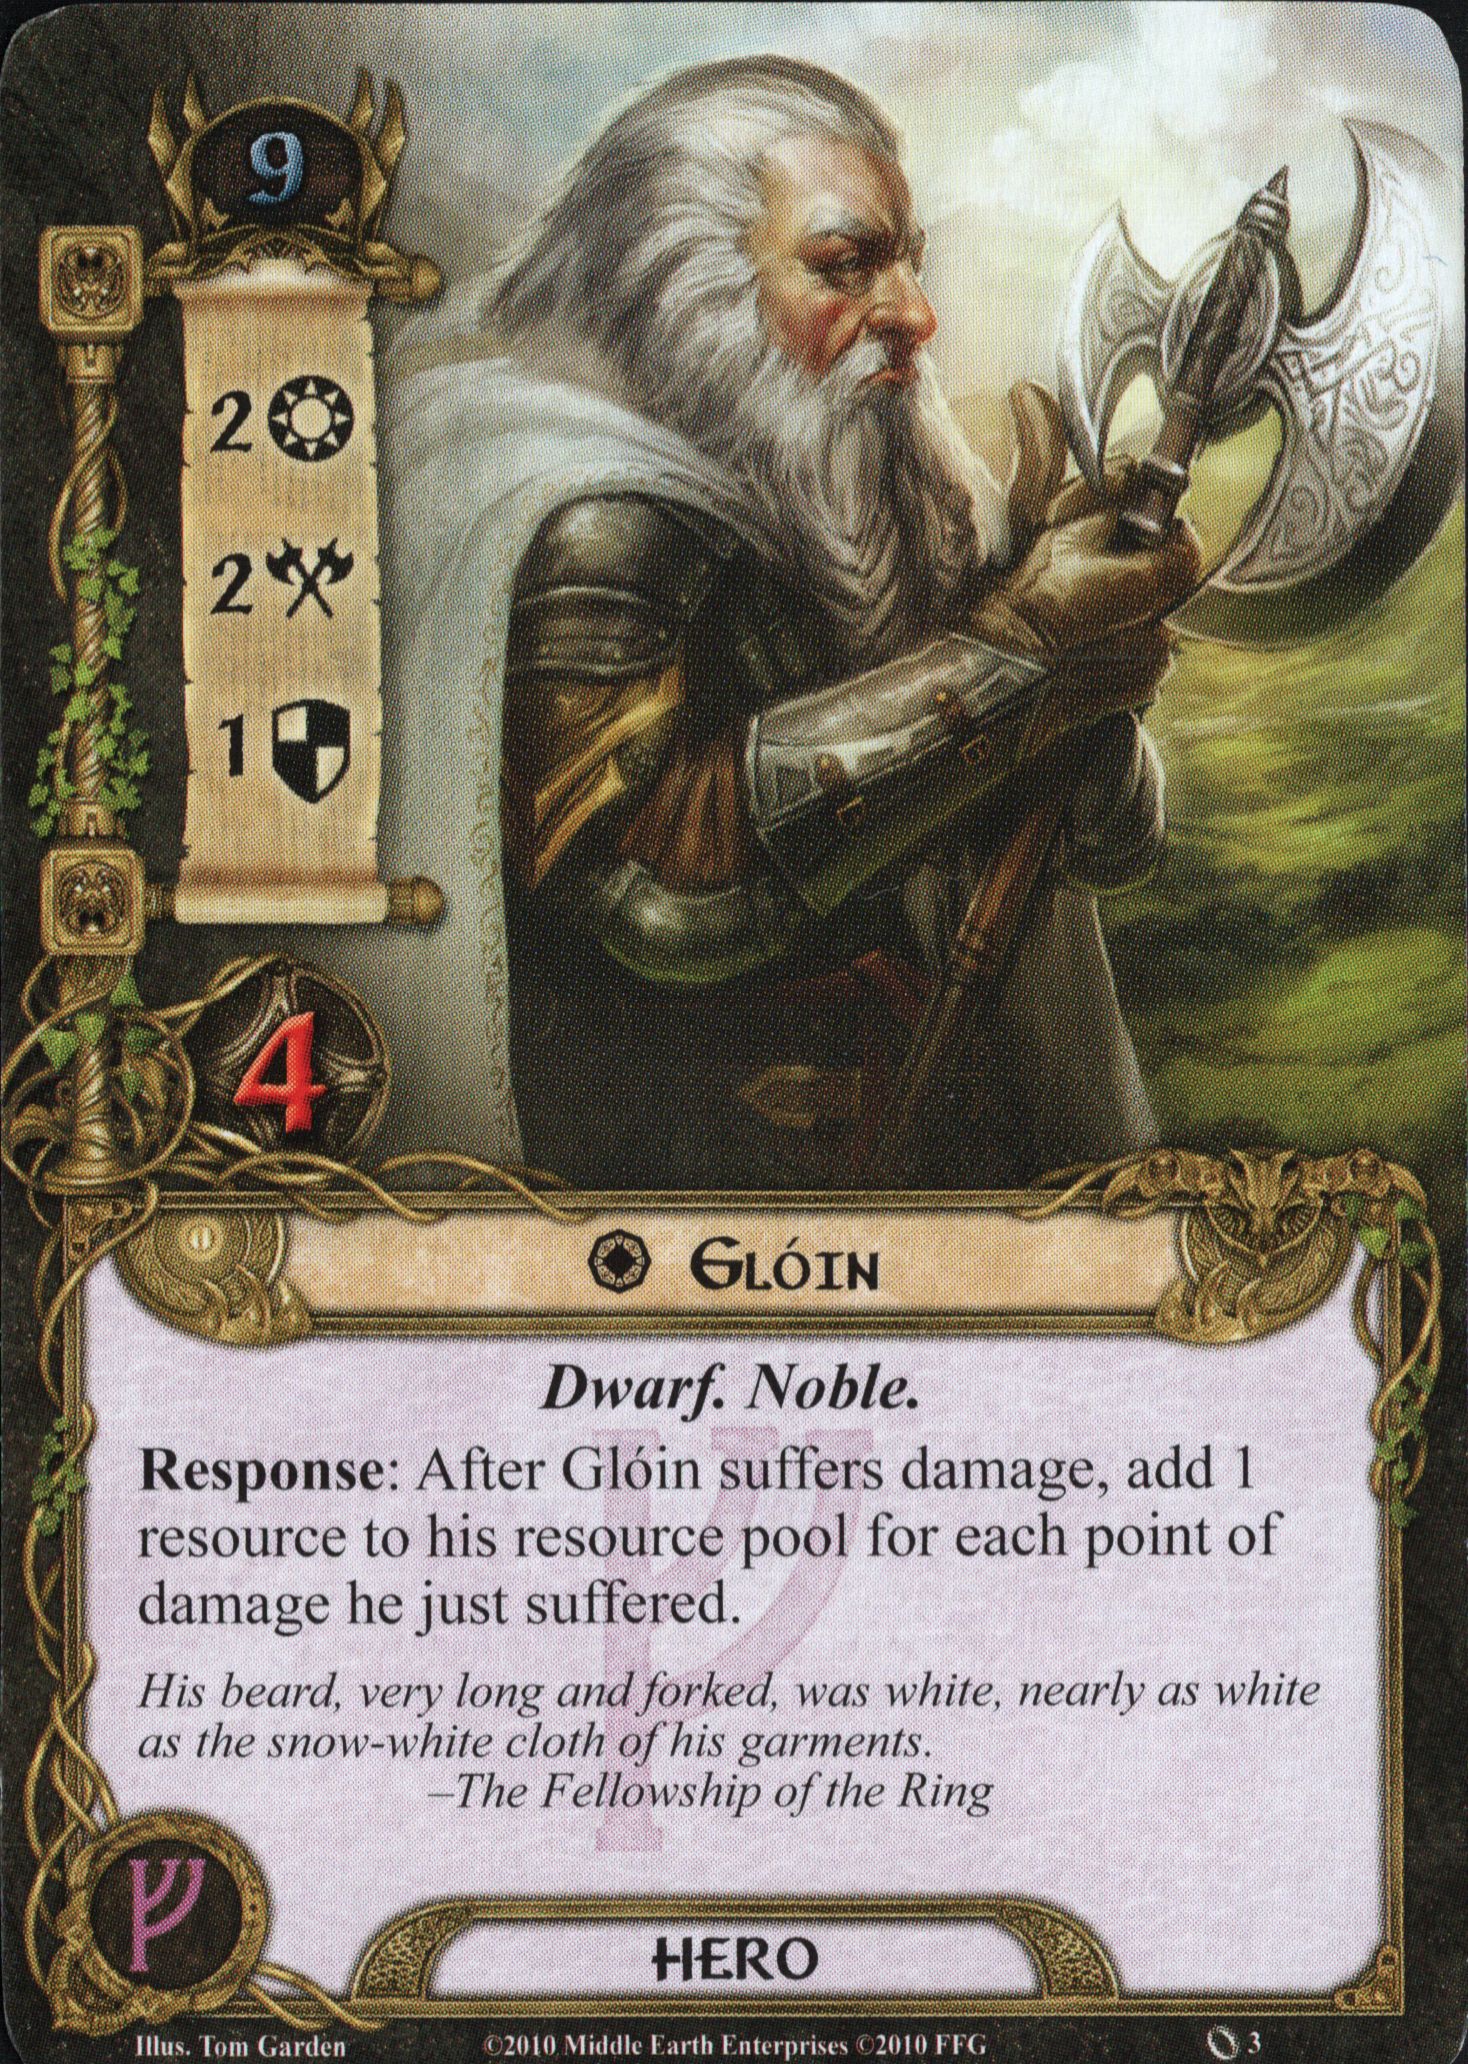 9
2
2
1
4
Glóin
Dwarf. Noble.
Response: After Glóin suffers damage, add 1
resource to his resource pool for each point of
damage he just suffered.
His beard, very long and forked, was white, nearly as white
as the snow-white cloth of his garments.
–The Fellowship of the Ring
HERO
Illus. Tom Garden ©2010 Middle Earth Enterprises ©2010 FFG 3